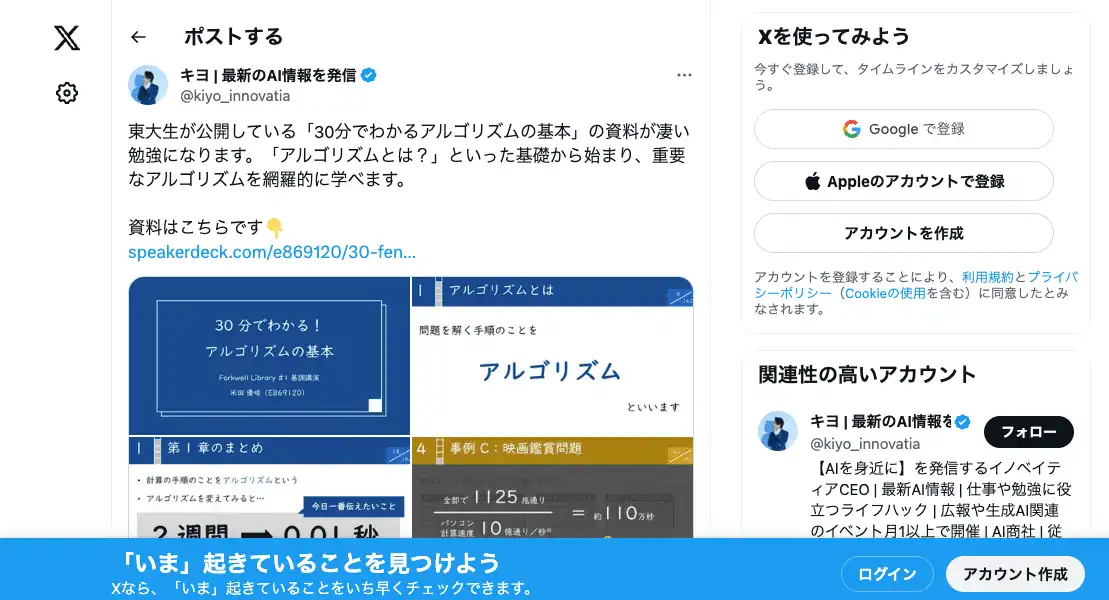 ポストする
キヨ | 最新のAI情報を発信
@kiyo_innovatia
東大生が公開している「30分でわかるアルゴリズムの基本」の資料が凄い
勉強になります。「アルゴリズムとは？」といった基礎から始まり、重要
なアルゴリズムを網羅的に学べます。
資料はこちらです👇
speakerdeck.com/e869120/30-fen...
30 分でわかる！
アルゴリズムの基本
Forkwell Library #1 基調講演
米田 優峻（E869120）
1 アルゴリズムとは
問題を解く手順のことを
アルゴリズム
といいます
1 第 1 章のまとめ
• 計算の手順のことをアルゴリズムという
• アルゴリズムを変えてみると…
今日一番伝えたいこと
2 週間 → 0.01 秒
4 事例 C：映画鑑賞問題
全部で 1125 兆通り
パソコン
計算速度 10 億通り／秒
= 約 110 万秒
Xを使ってみよう
今すぐ登録して、タイムラインをカスタマイズしましょ
う。
Google で登録
Appleのアカウントで登録
アカウントを作成
アカウントを登録することにより、利用規約とプライバ
シーポリシー（Cookieの使用を含む）に同意したとみ
なされます。
関連性の高いアカウント
キヨ | 最新のAI情報を
@kiyo_innovatia
フォロー
【AIを身近に】を発信するイノベイテ
ィアCEO | 最新AI情報 | 仕事や勉強に役
立つライフハック | 広報や生成AI関連
のイベント月1以上で開催 | AI商社 | 従
「いま」起きていることを見つけよう
Xなら、「いま」起きていることをいち早くチェックできます。
ログイン
アカウント作成